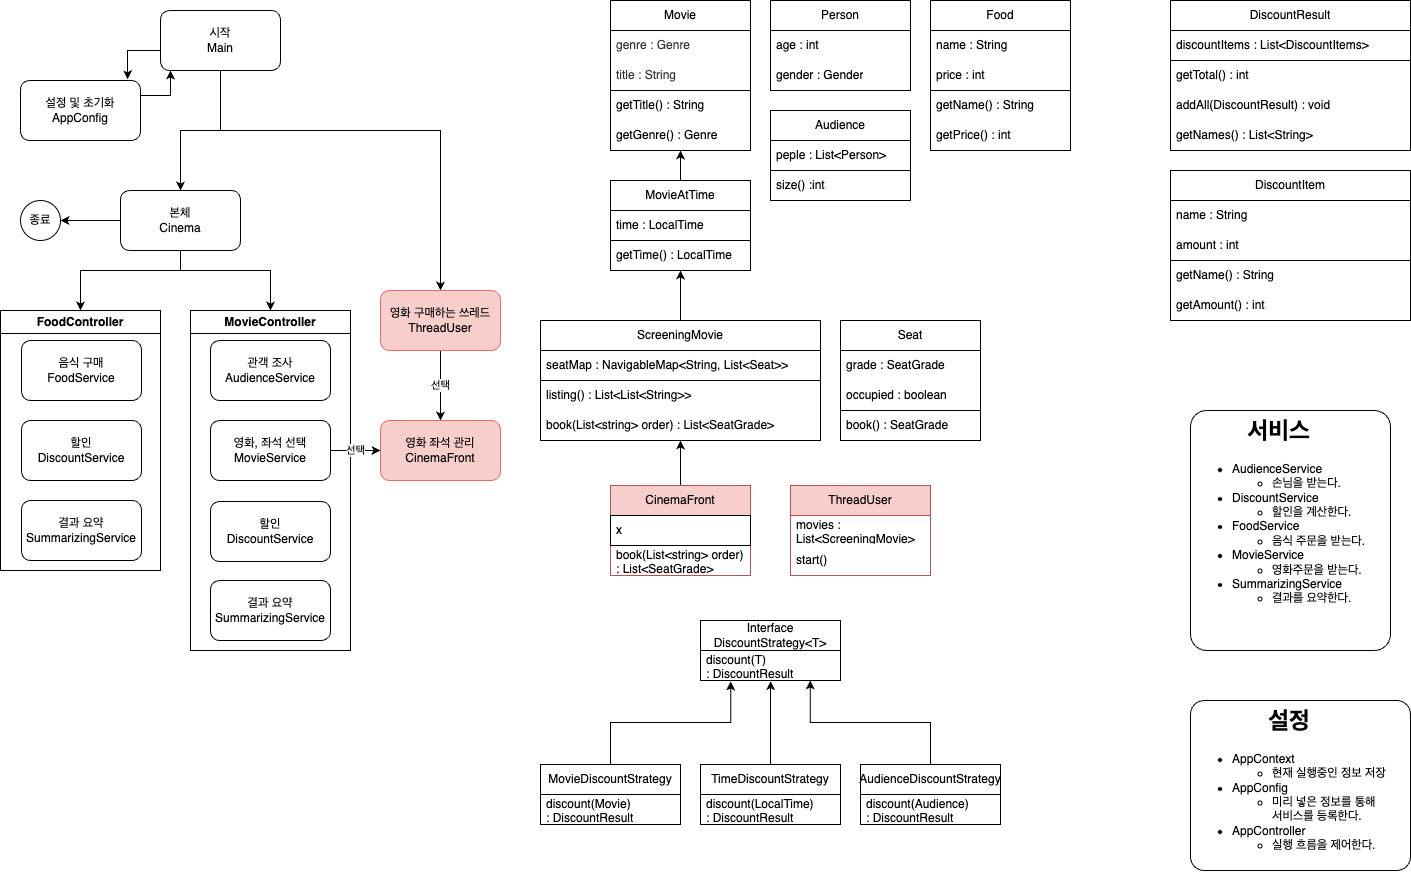 시작
Main
설정 및 초기화
AppConfig
본체
Cinema
종료
FoodController
음식 구매
FoodService
할인
DiscountService
결과 요약
SummarizingService
MovieController
관객 조사
AudienceService
영화, 좌석 선택
MovieService
할인
DiscountService
결과 요약
SummarizingService
선택
영화 구매하는 쓰레드
ThreadUser
선택
영화 좌석 관리
CinemaFront
Movie
genre : Genre
title : String
getTitle() : String
getGenre() : Genre
Person
age : int
gender : Gender
Audience
peple : List<Person>
size() :int
Food
name : String
price : int
getName() : String
getPrice() : int
MovieAtTime
time : LocalTime
getTime() : LocalTime
ScreeningMovie
seatMap : NavigableMap<String, List<Seat>>
listing() : List<List<String>>
book(List<string> order) : List<SeatGrade>
Seat
grade : SeatGrade
occupied : boolean
book() : SeatGrade
CinemaFront
x
book(List<string> order)
: List<SeatGrade>
ThreadUser
movies :
List<ScreeningMovie>
start()
Interface
DiscountStrategy<T>
discount(T)
: DiscountResult
MovieDiscountStrategy
discount(Movie)
: DiscountResult
TimeDiscountStrategy
discount(LocalTime)
: DiscountResult
AudienceDiscountStrategy
discount(Audience)
: DiscountResult
DiscountResult
discountItems : List<DiscountItems>
getTotal() : int
addAll(DiscountResult) : void
getNames() : List<String>
DiscountItem
name : String
amount : int
getName() : String
getAmount() : int
서비스
AudienceService
손님을 받는다.
DiscountService
할인을 계산한다.
FoodService
음식 주문을 받는다.
MovieService
영화주문을 받는다.
SummarizingService
결과를 요약한다.
설정
AppContext
현재 실행중인 정보 저장
AppConfig
미리 넣은 정보를 통해
서비스를 등록한다.
AppController
실행 흐름을 제어한다.